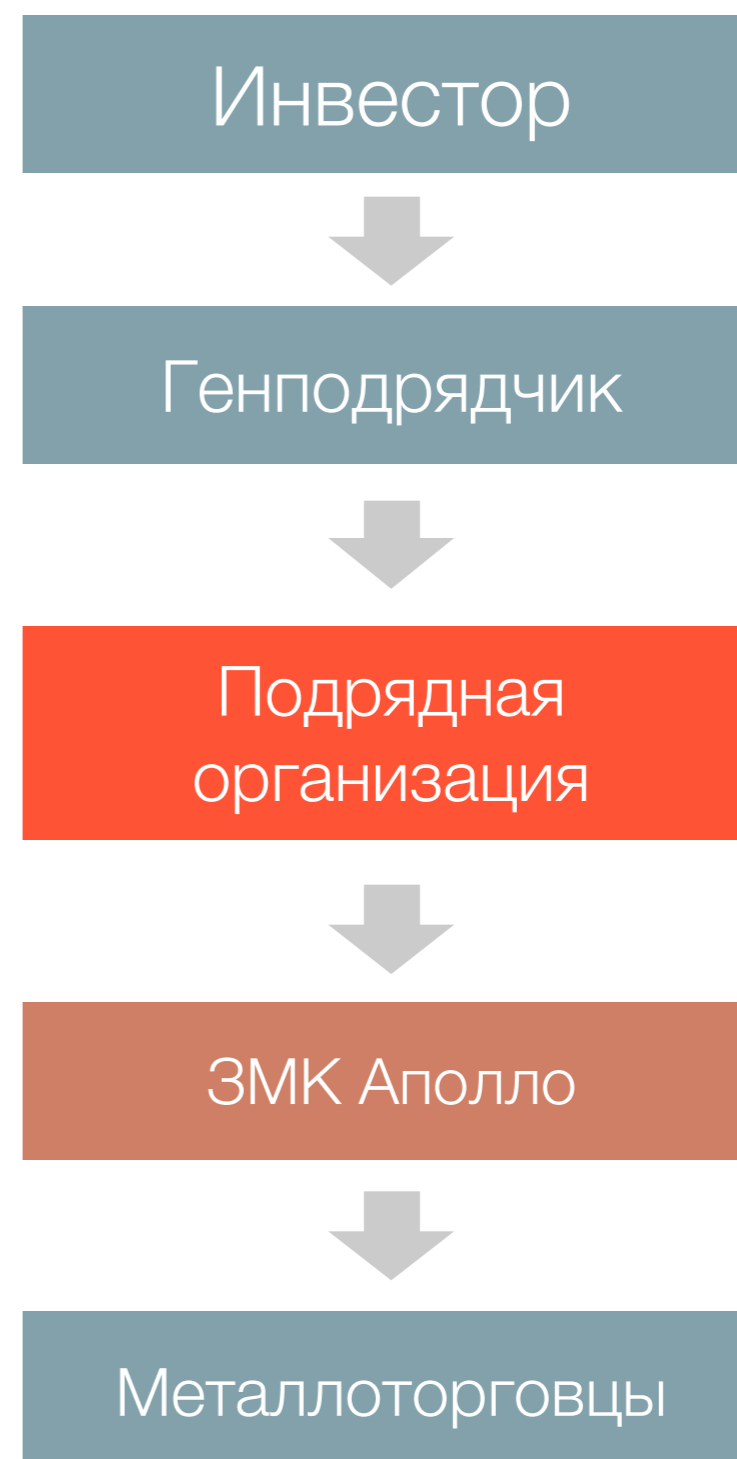 Инвестор
Генподрядчик
Подрядная
организация
ЗМК Аполло
Металлоторговцы